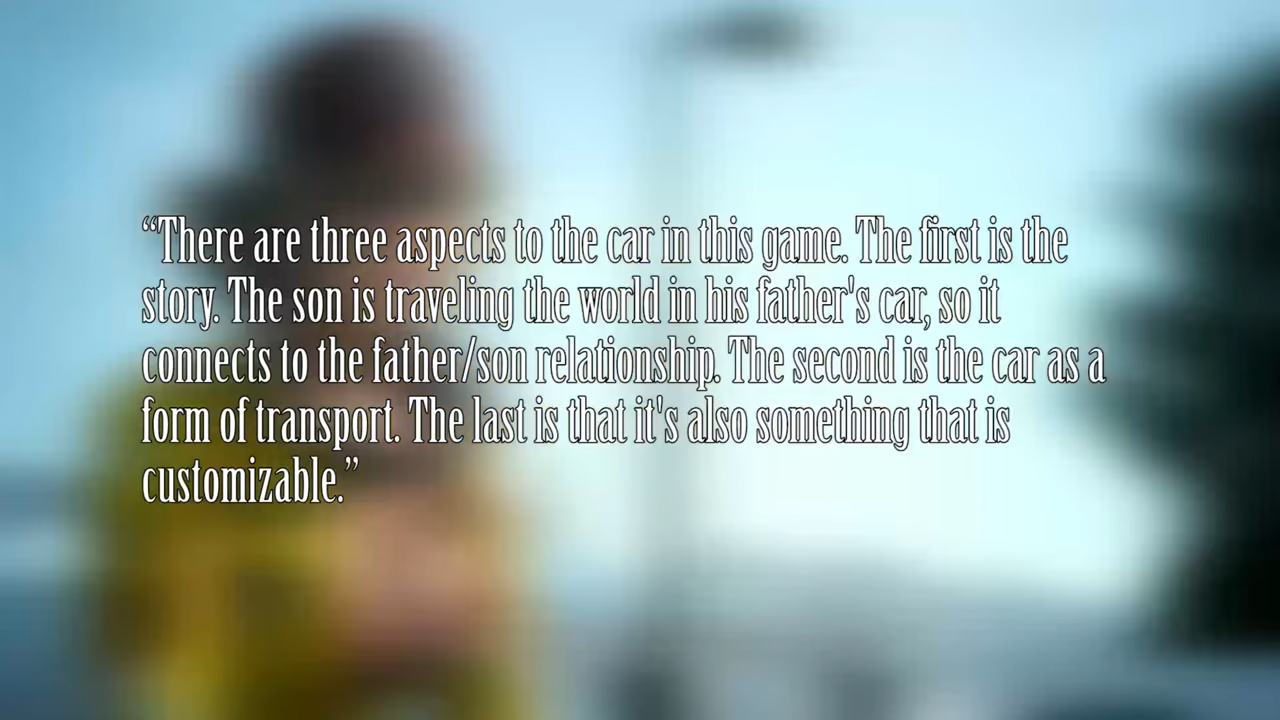 “There are three aspects to the car in this game. The first is the
story. The son is traveling the world in his father's car, so it
connects to the father/son relationship. The second is the car as a
form of transport. The last is that it's also something that is
customizable.”